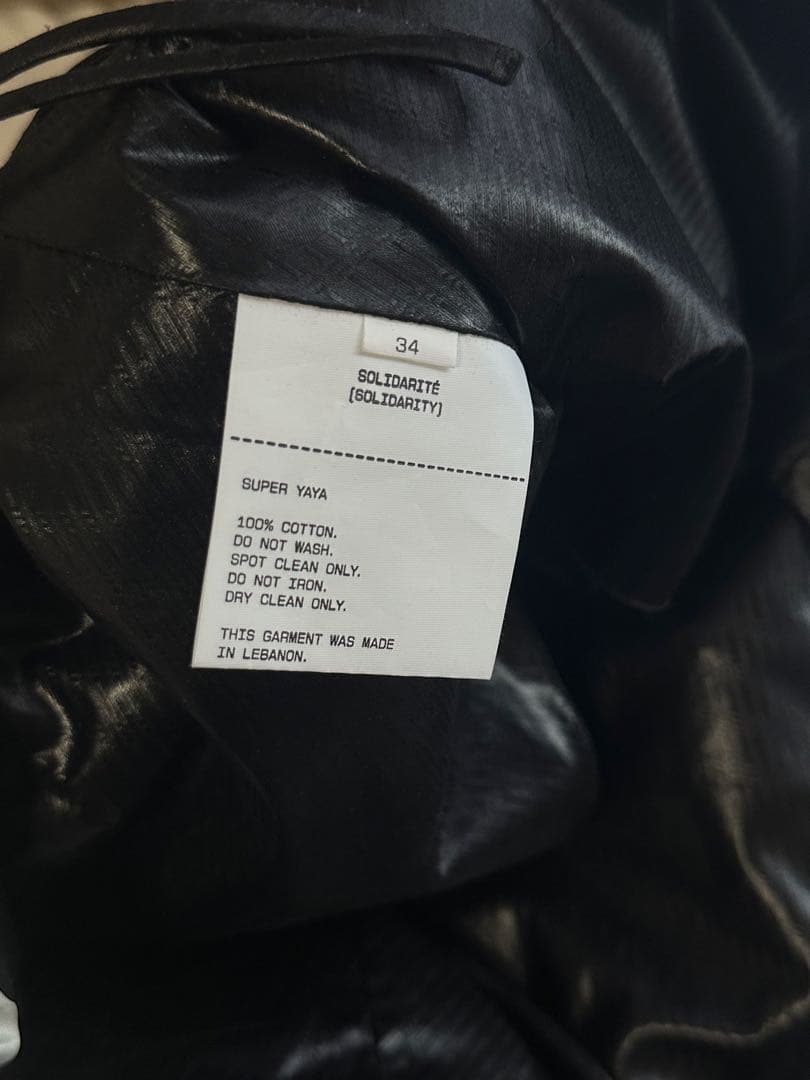 34
SOLIDARITÉ
(SOLIDARITY)
SUPER YAYA
100% COTTON.
DO NOT WASH.
SPOT CLEAN ONLY.
DO NOT IRON.
DRY CLEAN ONLY.
THIS GARMENT WAS MADE
IN LEBANON.